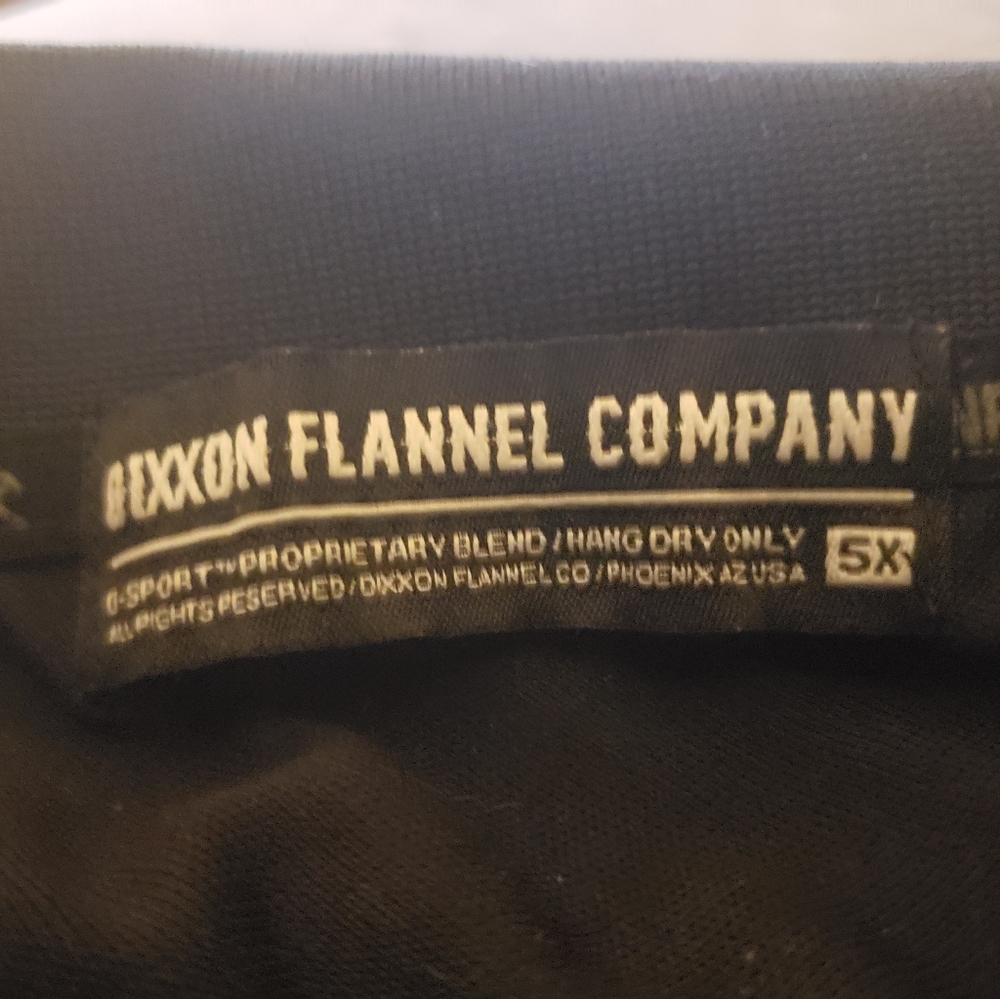 DIXXON FLANNEL COMPANY
D-SPORT™ PROPRIETARY BLEND / HANG DRY ONLY
ALL RIGHTS RESERVED / DIXXON FLANNEL CO / PHOENIX AZ USA
5X